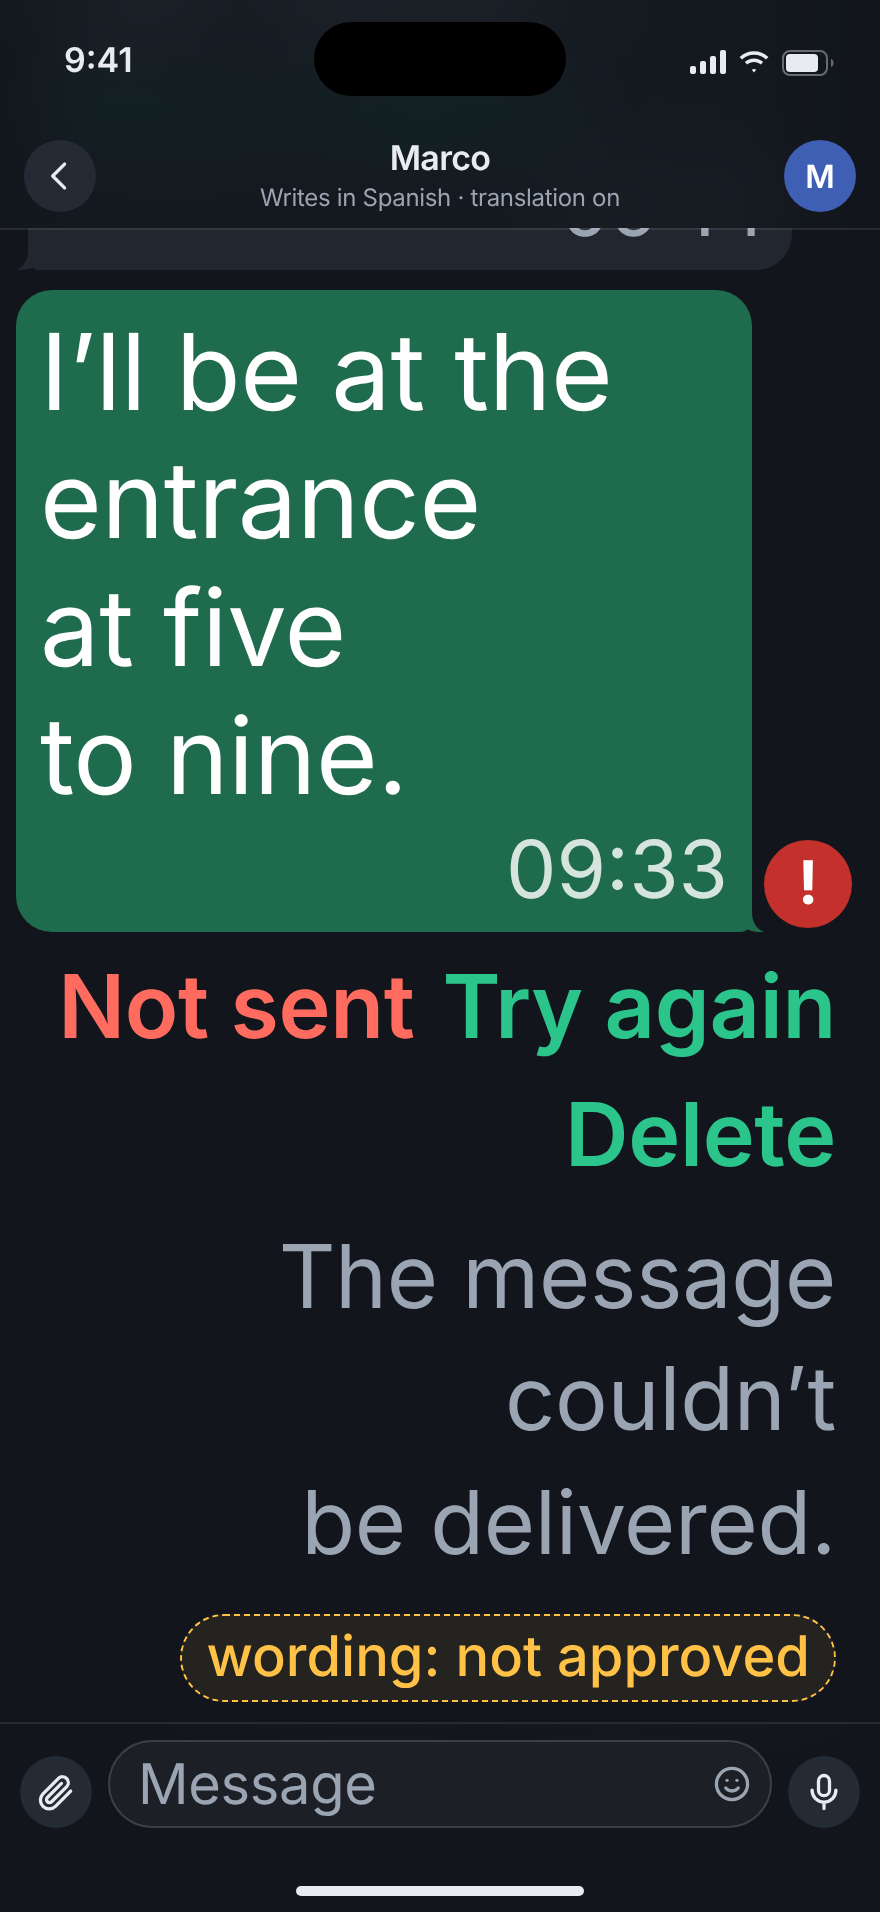 9:41
Marco
Writes in Spanish · translation on
M
I’ll be at the
entrance
at five
to nine.
09:33
!
Not sent Try again
Delete
The message
couldn’t
be delivered.
wording: not approved
Message